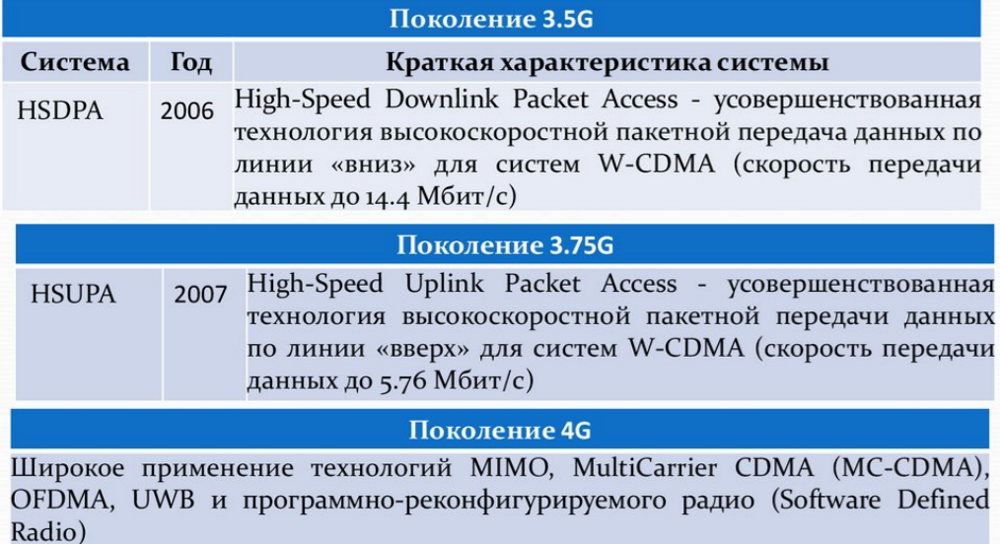 Поколение 3.5G
Система Год Краткая характеристика системы
HSDPA 2006 High-Speed Downlink Packet Access - усовершенствованная
технология высокоскоростной пакетной передача данных по
линии «вниз» для систем W-CDMA (скорость передачи
данных до 14.4 Мбит/с)
Поколение 3.75G
HSUPA 2007 High-Speed Uplink Packet Access - усовершенствованная
технология высокоскоростной пакетной передачи данных
по линии «вверх» для систем W-CDMA (скорость передачи
данных до 5.76 Мбит/с)
Поколение 4G
Широкое применение технологий MIMO, MultiCarrier CDMA (MC-CDMA),
OFDMA, UWB и программно-реконфигурируемого радио (Software Defined
Radio)